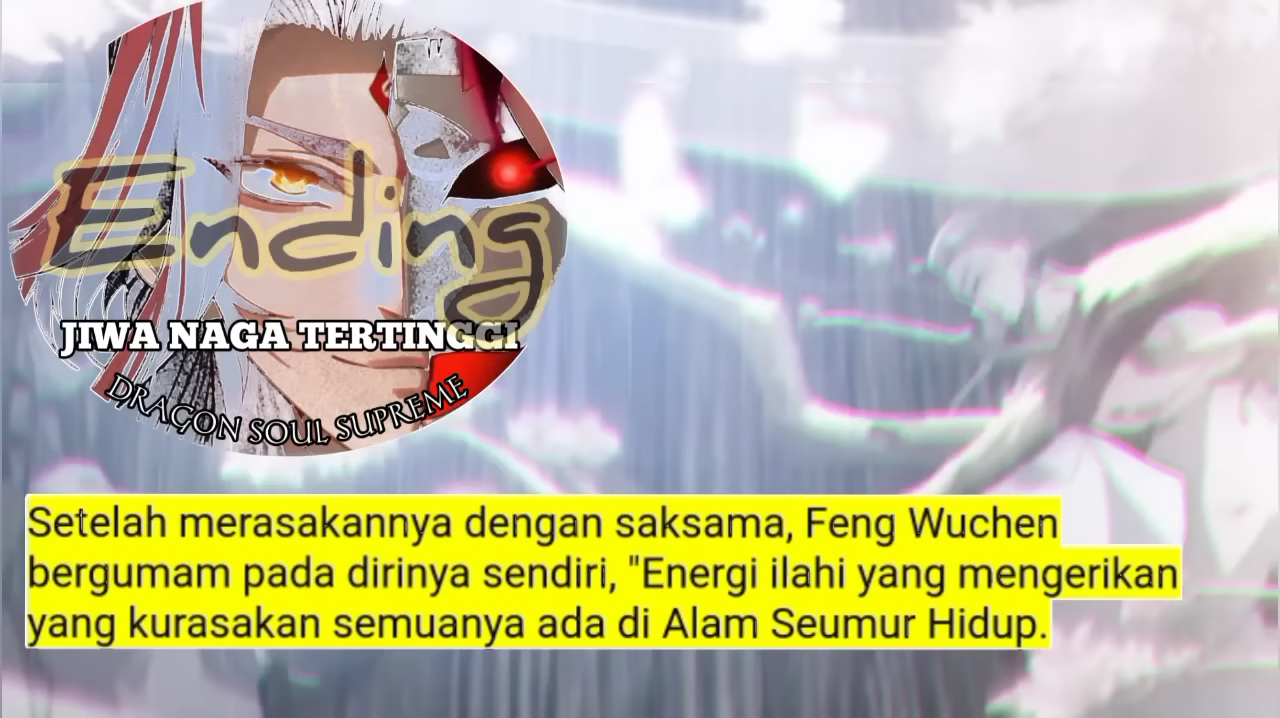 Ending
JIWA NAGA TERTINGGI
DRAGON SOUL SUPREME
Setelah merasakannya dengan saksama, Feng Wuchen
bergumam pada dirinya sendiri, "Energi ilahi yang mengerikan
yang kurasakan semuanya ada di Alam Seumur Hidup.